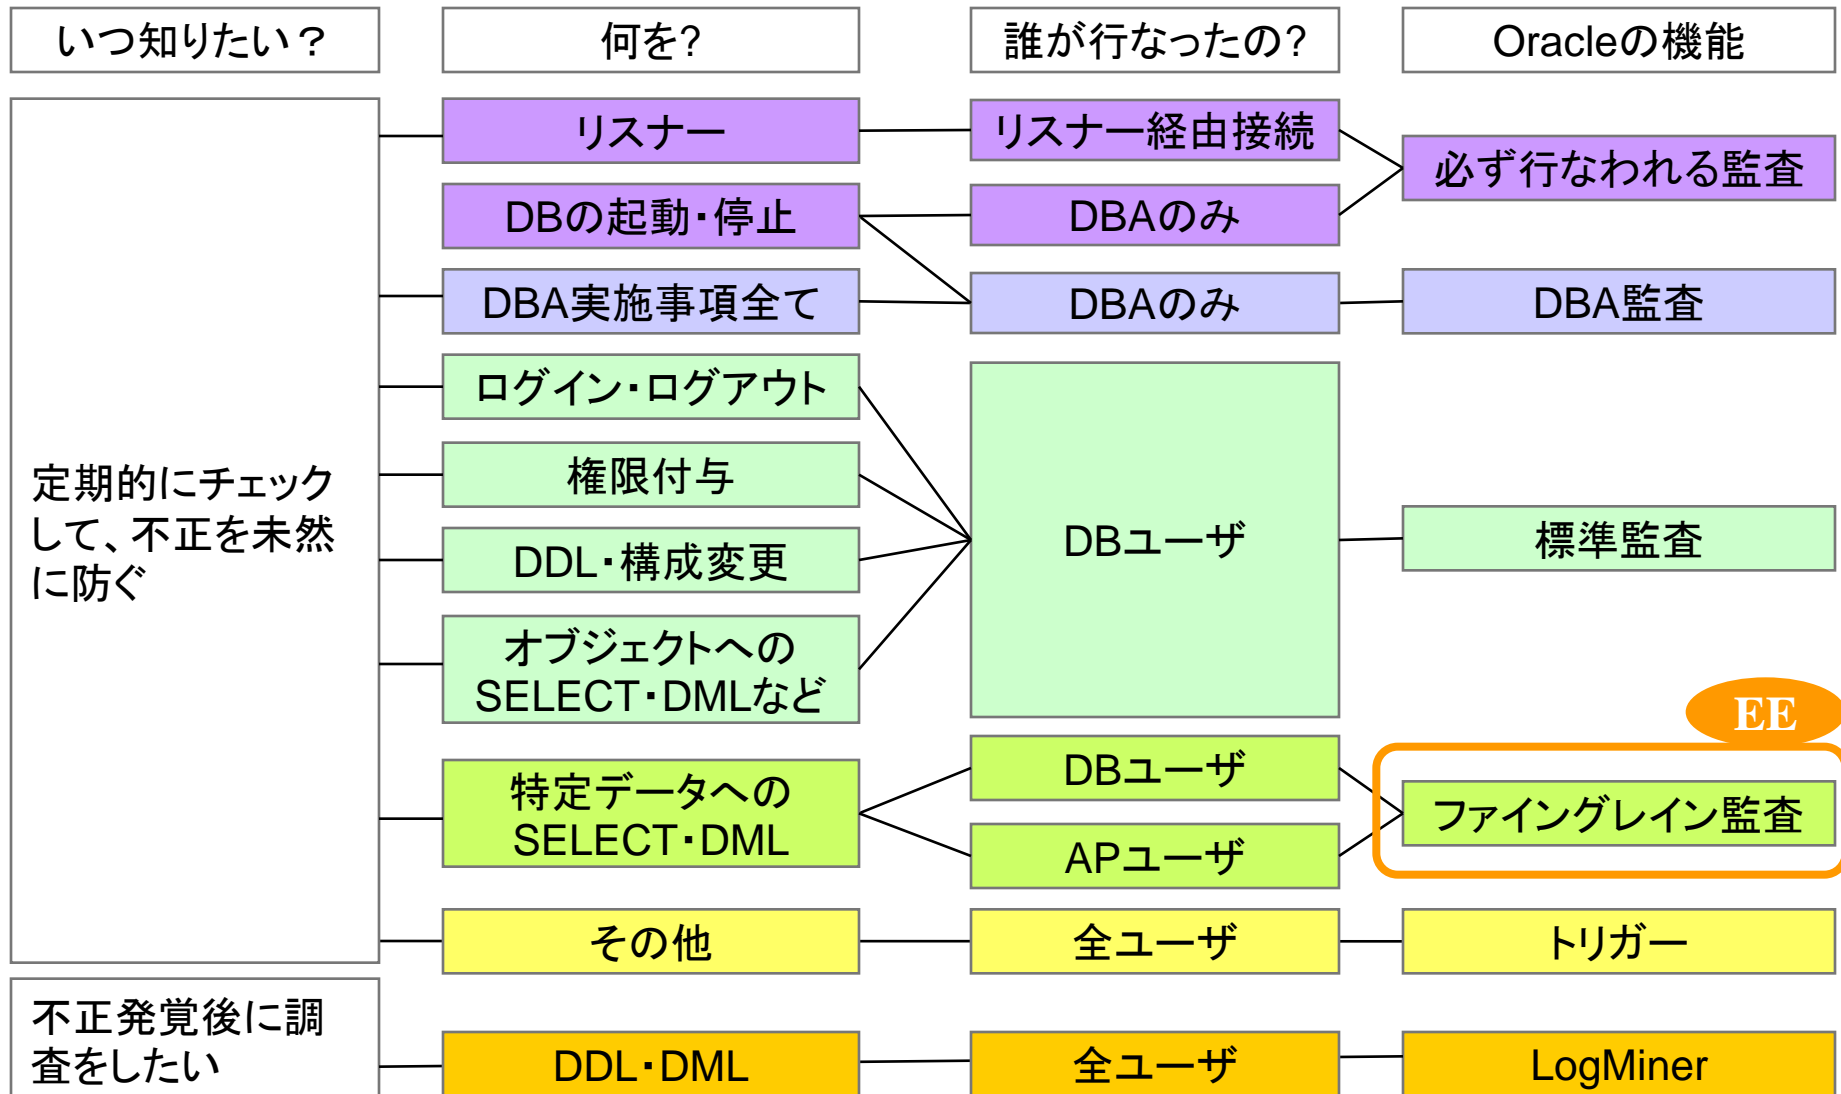 いつ知りたい？
何を?
誰が行なったの?
Oracleの機能
リスナー
リスナー経由接続
必ず行なわれる監査
DBの起動・停止
DBAのみ
DBA実施事項全て
DBAのみ
DBA監査
定期的にチェック
して、不正を未然
に防ぐ
ログイン・ログアウト
権限付与
DDL・構成変更
オブジェクトへの
SELECT・DMLなど
DBユーザ
標準監査
EE
特定データへの
SELECT・DML
DBユーザ
APユーザ
ファイングレイン監査
その他
全ユーザ
トリガー
不正発覚後に調
査をしたい
DDL・DML
全ユーザ
LogMiner